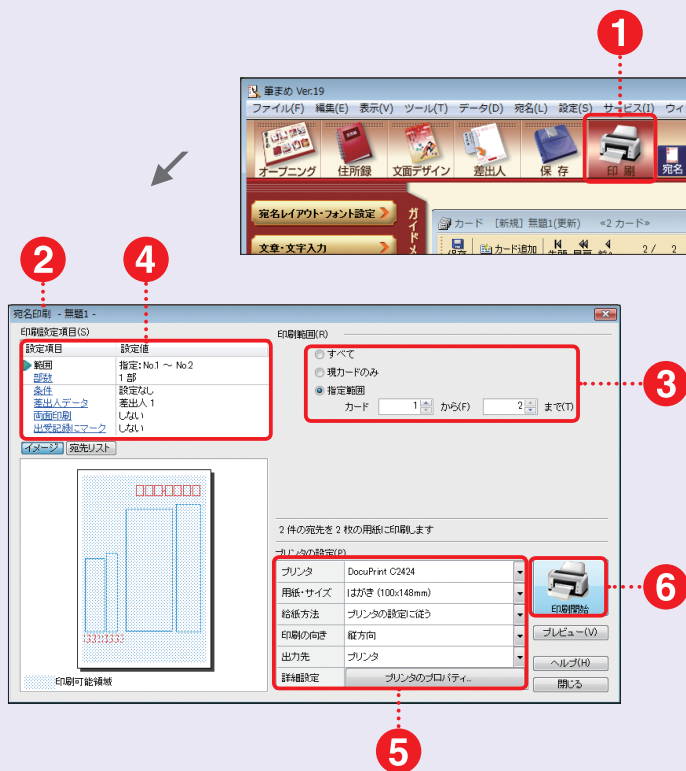 1
筆まめ Ver.19
ファイル(F) 編集(E) 表示(V) ツール(T) データ(D) 宛名(L) 設定(S) サービス(I) ウィ
オープニング 住所録 文面デザイン 差出人 保 存 印 刷 宛名
宛名レイアウト・フォント設定
文章・文字入力
ガイドメ
カード [新規] 無題1(更新) «2 カード»
カード追加 2 / 2
2
4
宛名印刷 - 無題1 -
印刷設定項目(S)
設定項目 設定値
範囲 指定: No.1 ～ No.2
部数 1 部
条件 設定なし
差出人データ 差出人 1
両面印刷 しない
出受記録にマーク しない
イメージ 宛先リスト
印刷可能領域
印刷範囲(R)
すべて
現カードのみ
指定範囲
カード 1 から(F) 2 まで(T)
3
2 件の宛先を 2 枚の用紙に印刷します
プリンタの設定(P)
プリンタ DocuPrint C2424
用紙・サイズ はがき (100x148mm)
給紙方法 プリンタの設定に従う
印刷の向き 縦方向
出力先 プリンタ
詳細設定 プリンタのプロパティ...
印刷開始
プレビュー(V)
ヘルプ(H)
閉じる
6
5